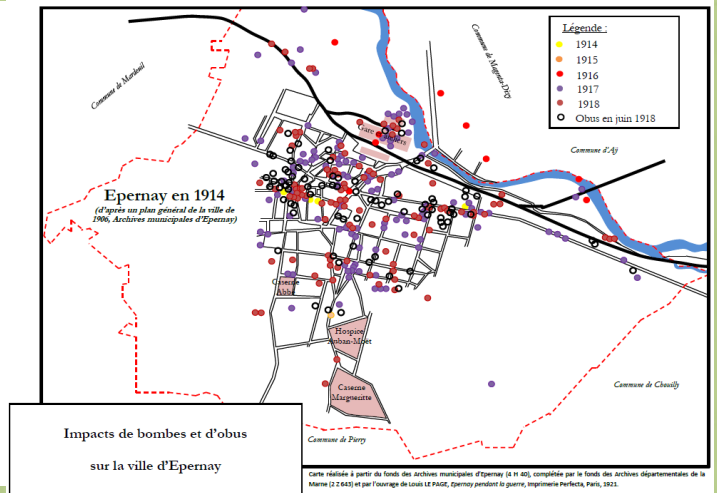 Légende :
1914
1915
1916
1917
1918
Obus en juin 1918
Commune de Mardeuil
Commune de Magenta-Dizy
Commune d'Aÿ
Gare
Ateliers
Epernay en 1914
(d'après un plan général de la ville de
1906, Archives municipales d'Epernay)
Caserne
Abbé
Hospice
Auban-Moët
Caserne
Margueritte
Commune de Chouilly
Commune de Pierry
Impacts de bombes et d'obus
sur la ville d'Epernay
Carte réalisée à partir du fonds des Archives municipales d'Epernay (4 H 40), complétée par le fonds des Archives départementales de la
Marne (2 Z 643) et par l'ouvrage de Louis LE PAGE, Epernay pendant la guerre, Imprimerie Perfecta, Paris, 1921.